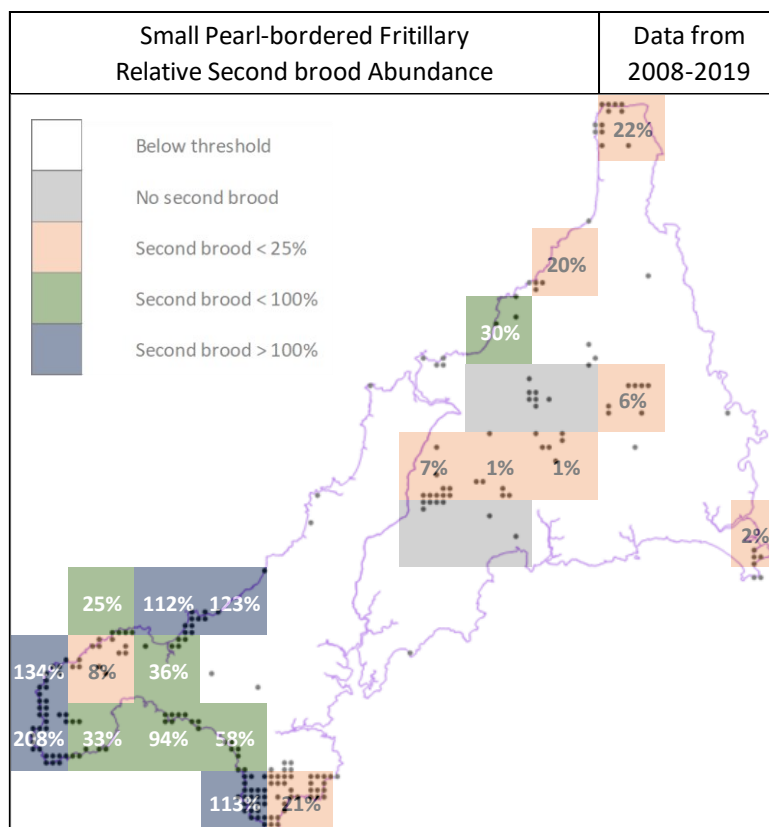 Small Pearl-bordered Fritillary
Relative Second brood Abundance
Data from
2008-2019
Below threshold
No second brood
Second brood < 25%
Second brood < 100%
Second brood > 100%
22%
20%
30%
6%
7% 1% 1%
2%
25% 112% 123%
134% 8% 36%
208% 33% 94% 58%
113% 21%